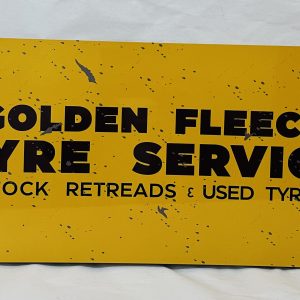 GOLDEN FLEEC
YRE SERVIC
OCK RETREADS & USED TYR